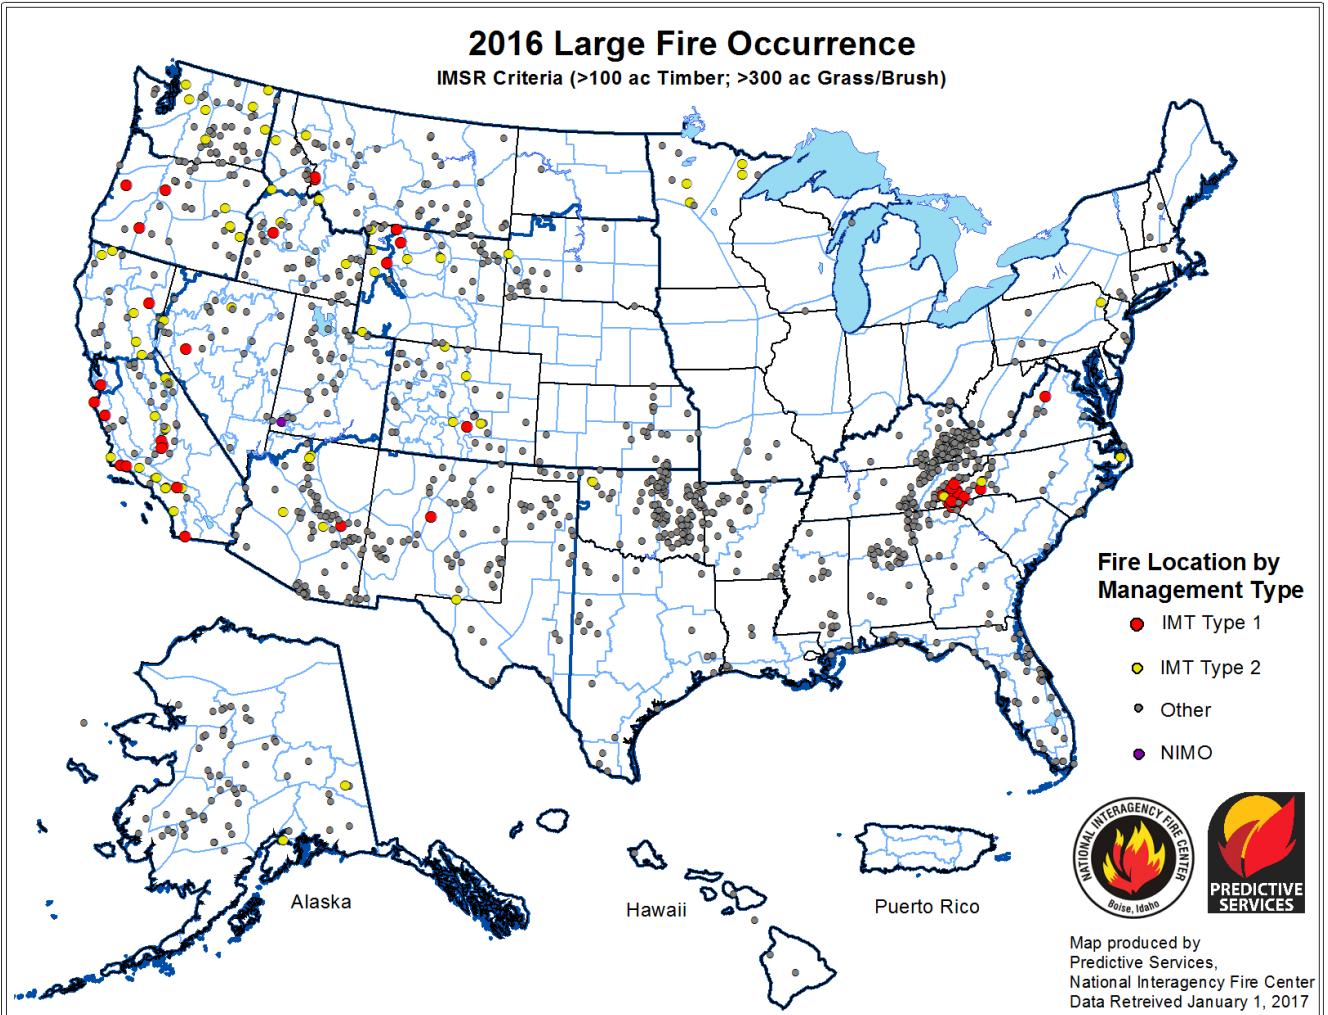 2016 Large Fire Occurrence
IMSR Criteria (>100 ac Timber; >300 ac Grass/Brush)
Fire Location by
Management Type
IMT Type 1
IMT Type 2
Other
NIMO
Alaska
Hawaii
Puerto Rico
NATIONAL INTERAGENCY FIRE CENTER
Boise, Idaho
PREDICTIVE
SERVICES
Map produced by
Predictive Services,
National Interagency Fire Center
Data Retreived January 1, 2017